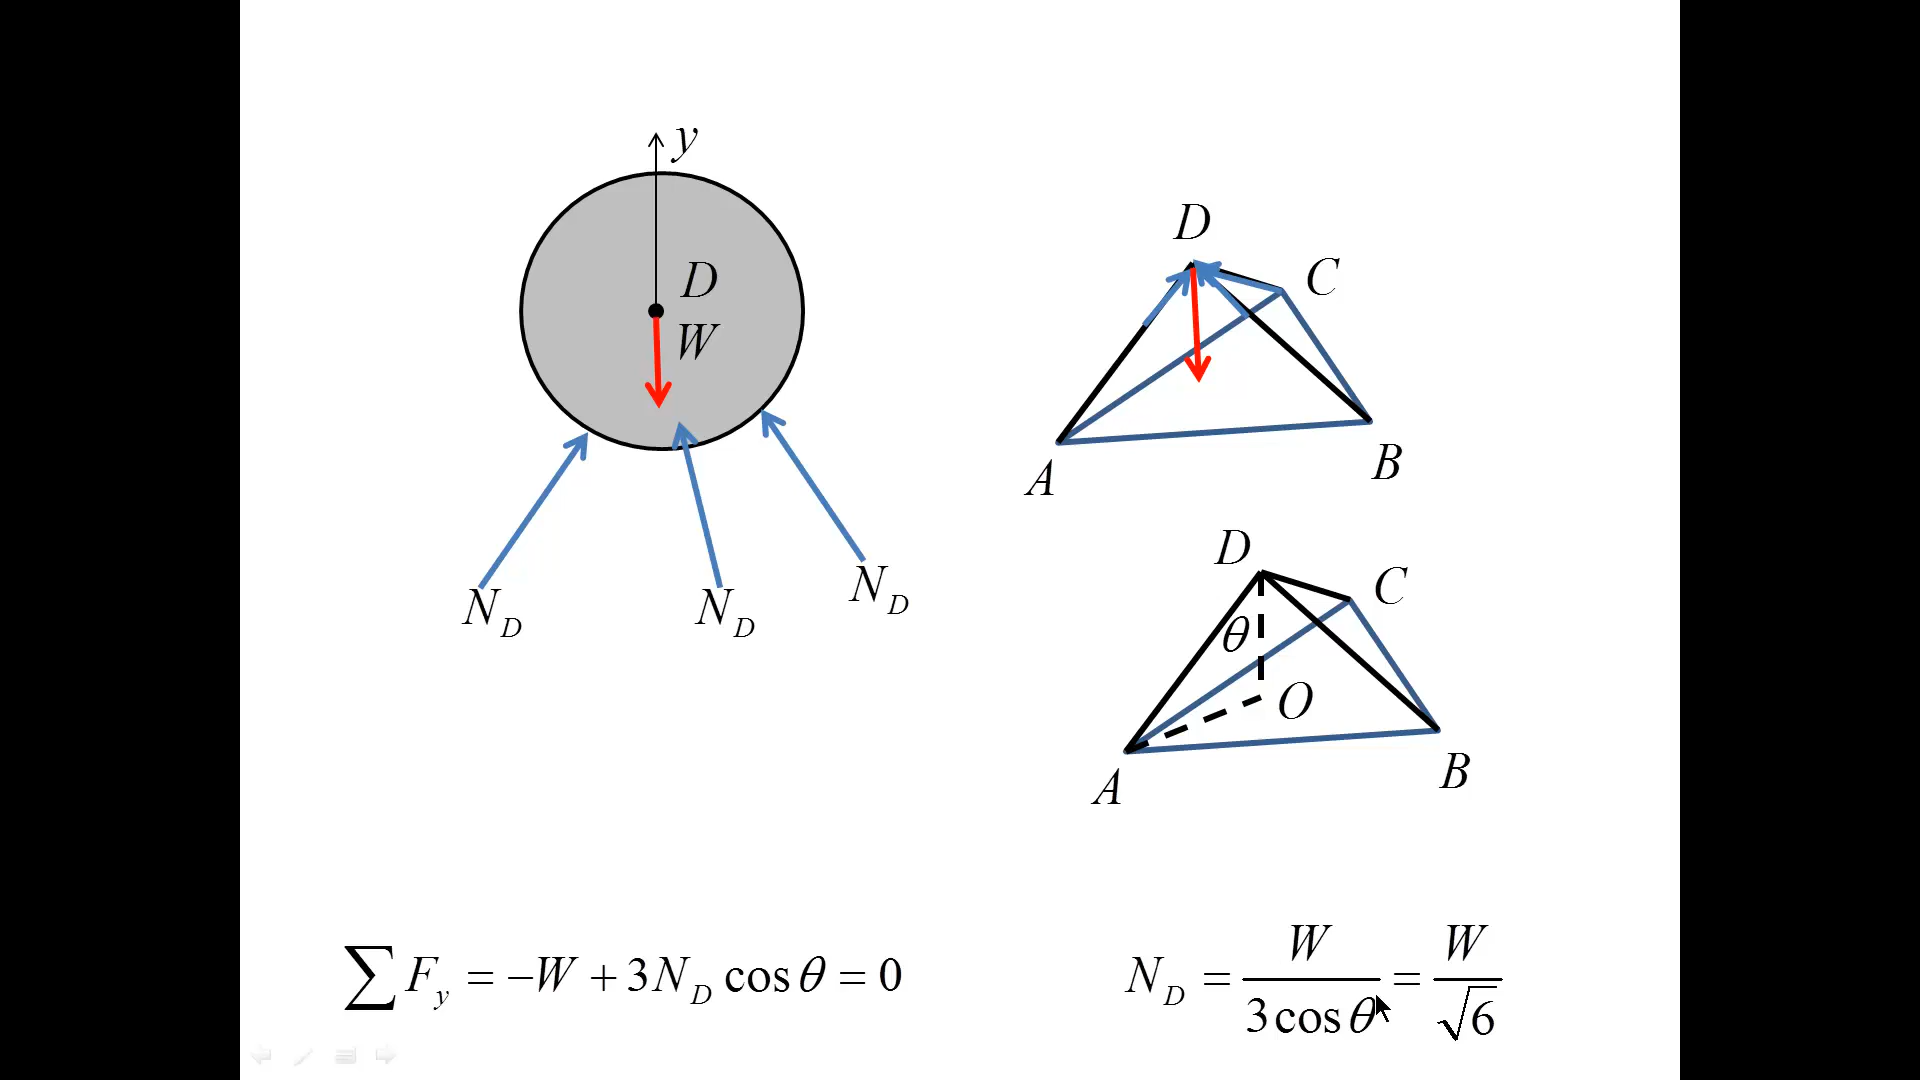 y
D
W
N_D
N_D
N_D
D
C
A
B
D
C
θ
O
A
B
∑ F_y = −W + 3N_D cos θ = 0
N_D = W / (3 cos θ) = W / √6